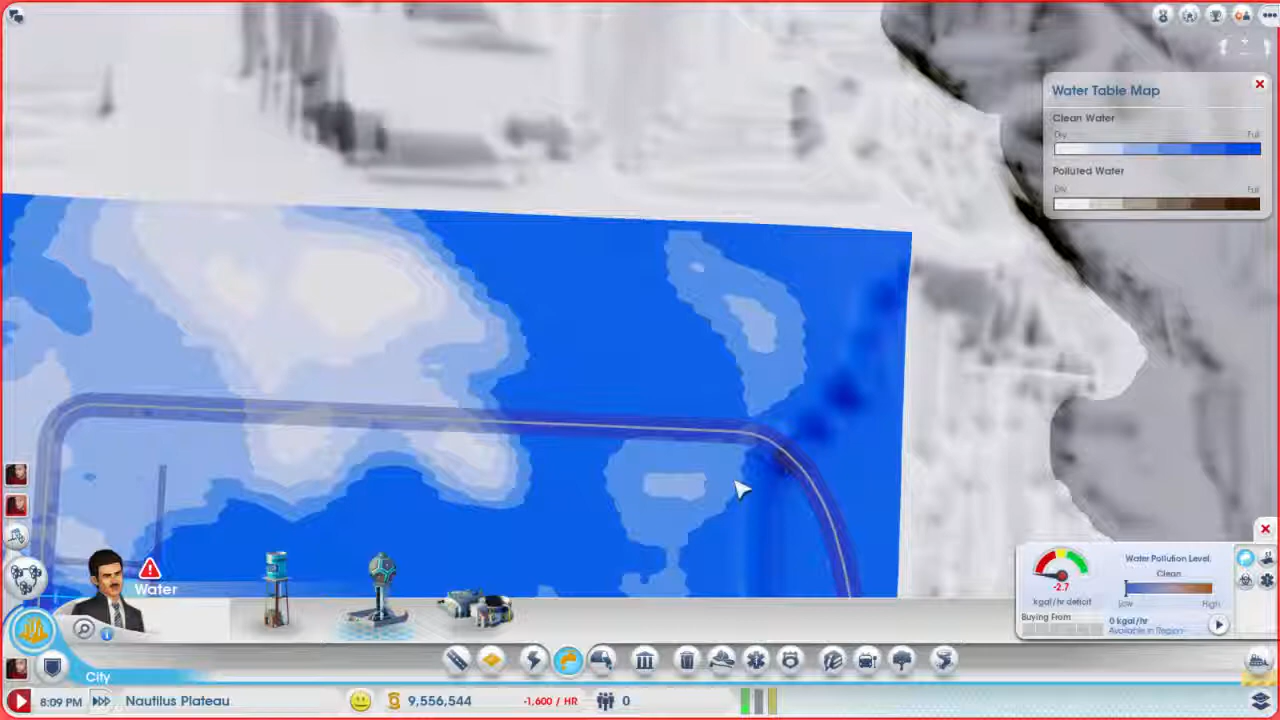 Water Table Map
Clean Water
Dry Full
Polluted Water
Dry Full
Water
Water Pollution Level:
Clean
-2.7
kgal/hr deficit
Low High
Buying From
0 kgal/hr
Available in Region
City
8:09 PM Nautilus Plateau 9,556,544 -1,600 / HR 0